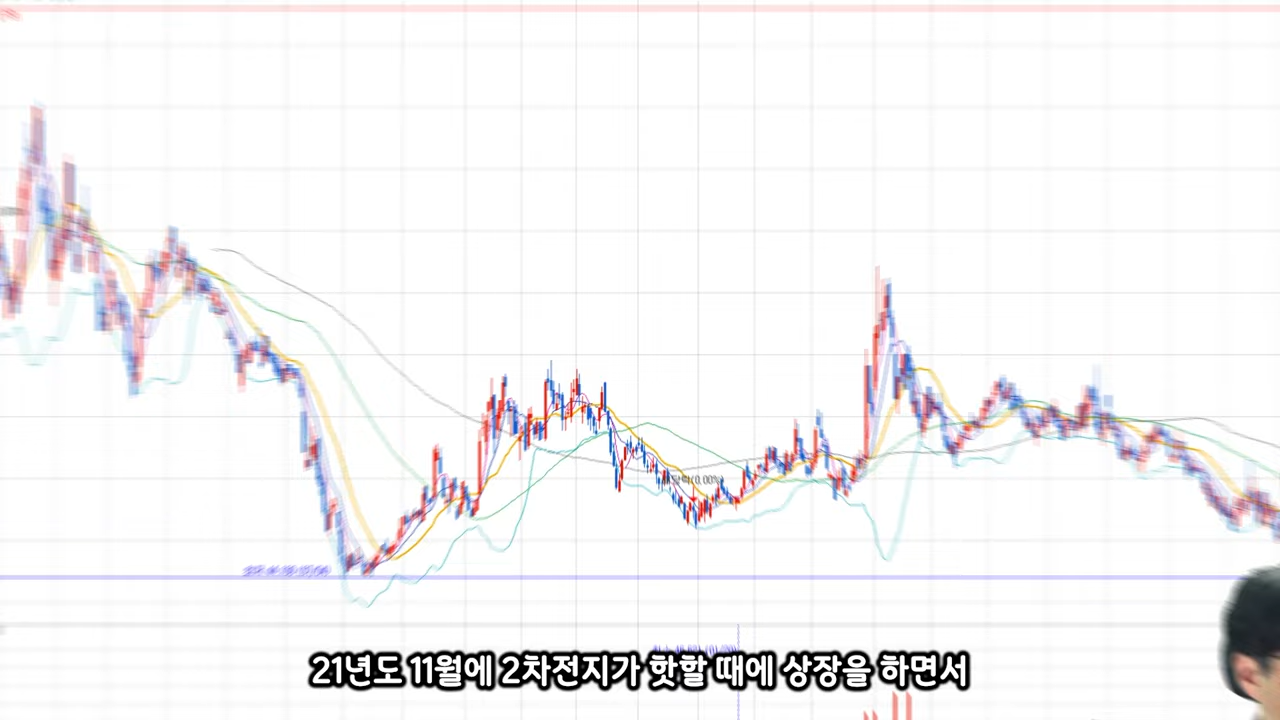 21년도 11월에 2차전지가 핫할 때에 상장을 하면서